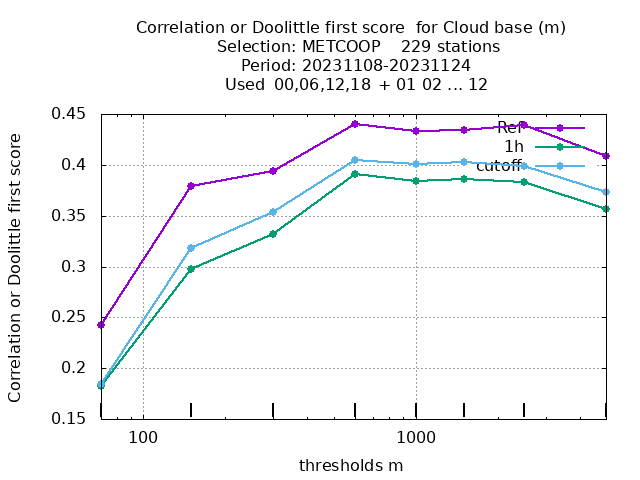 Correlation or Doolittle first score  for Cloud base (m)
Selection: METCOOP    229 stations
Period: 20231108-20231124
Used  00,06,12,18  + 01 02 ... 12
Correlation or Doolittle first score
0.45
0.4
0.35
0.3
0.25
0.2
0.15
Ref
1h
cutoff
100
1000
thresholds m